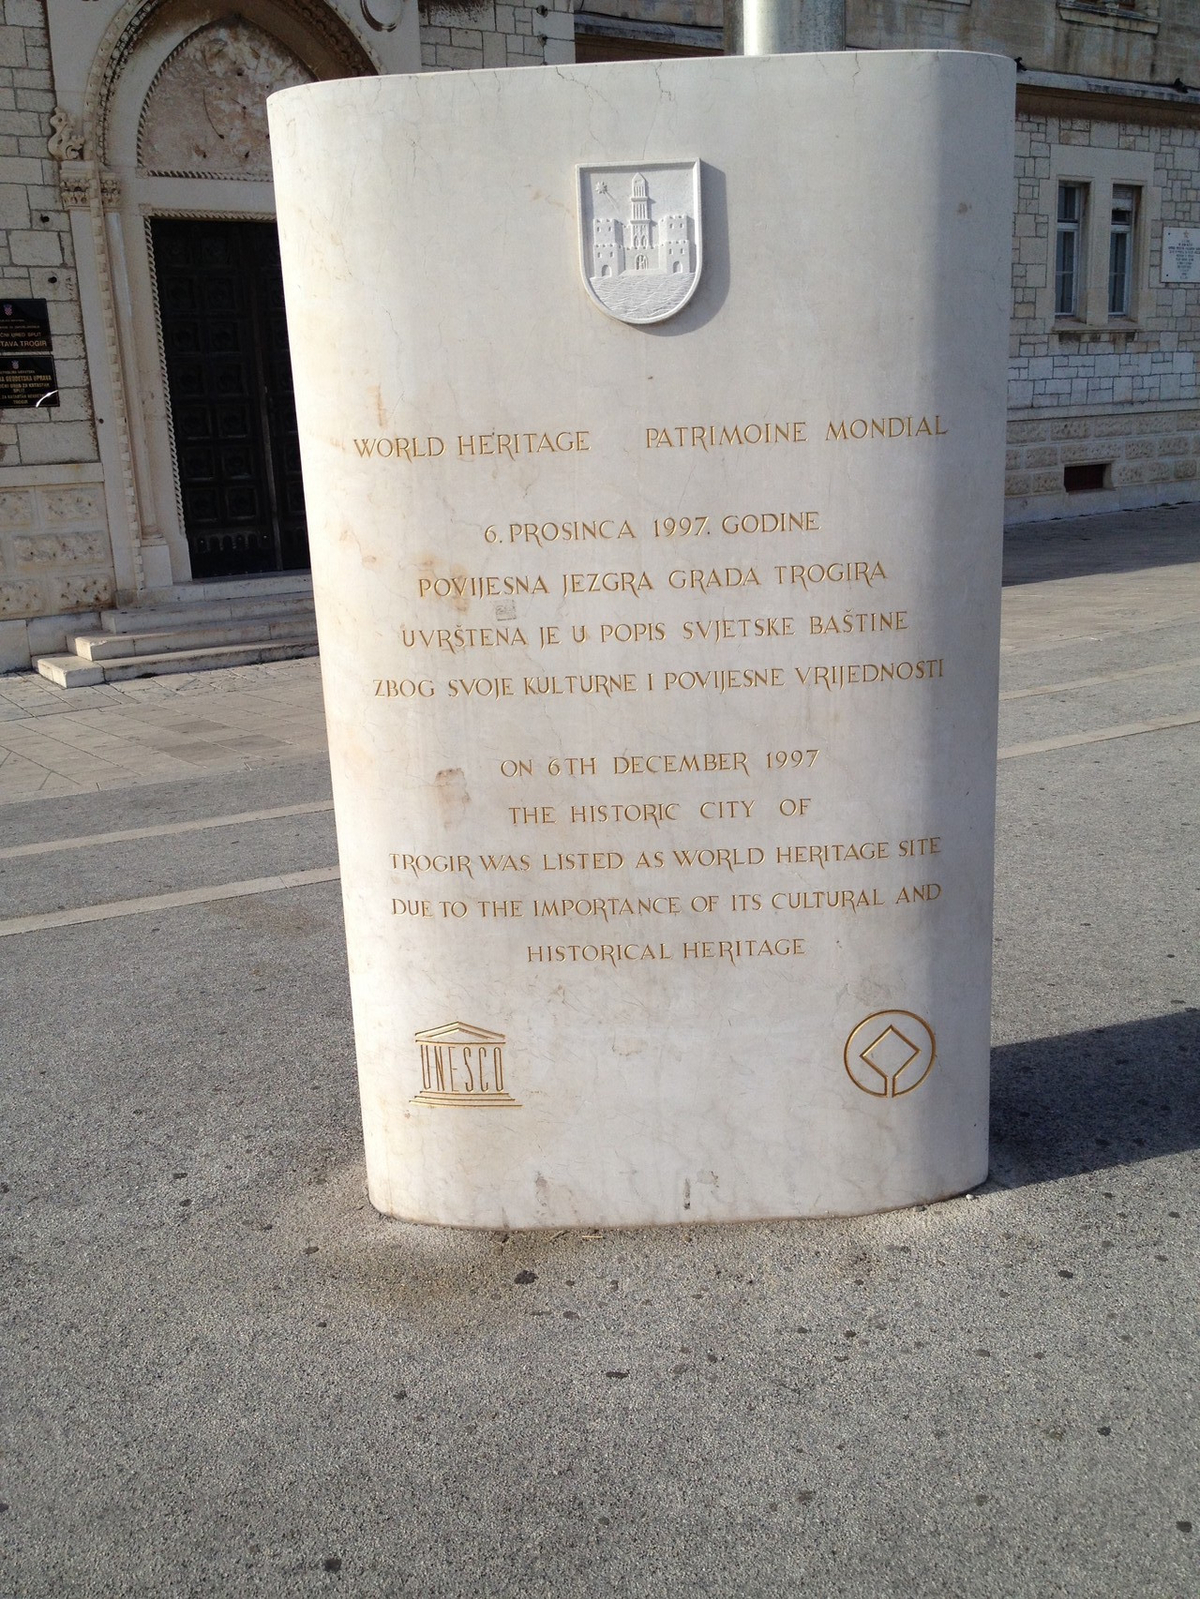 WORLD HERITAGE PATRIMOINE MONDIAL
6. PROSINCA 1997. GODINE
POVIJESNA JEZGRA GRADA TROGIRA
UVRŠTENA JE U POPIS SVJETSKE BAŠTINE
ZBOG SVOJE KULTURNE I POVIJESNE VRIJEDNOSTI
ON 6TH DECEMBER 1997
THE HISTORIC CITY OF
TROGIR WAS LISTED AS WORLD HERITAGE SITE
DUE TO THE IMPORTANCE OF ITS CULTURAL AND
HISTORICAL HERITAGE
UNESCO
TROGIR